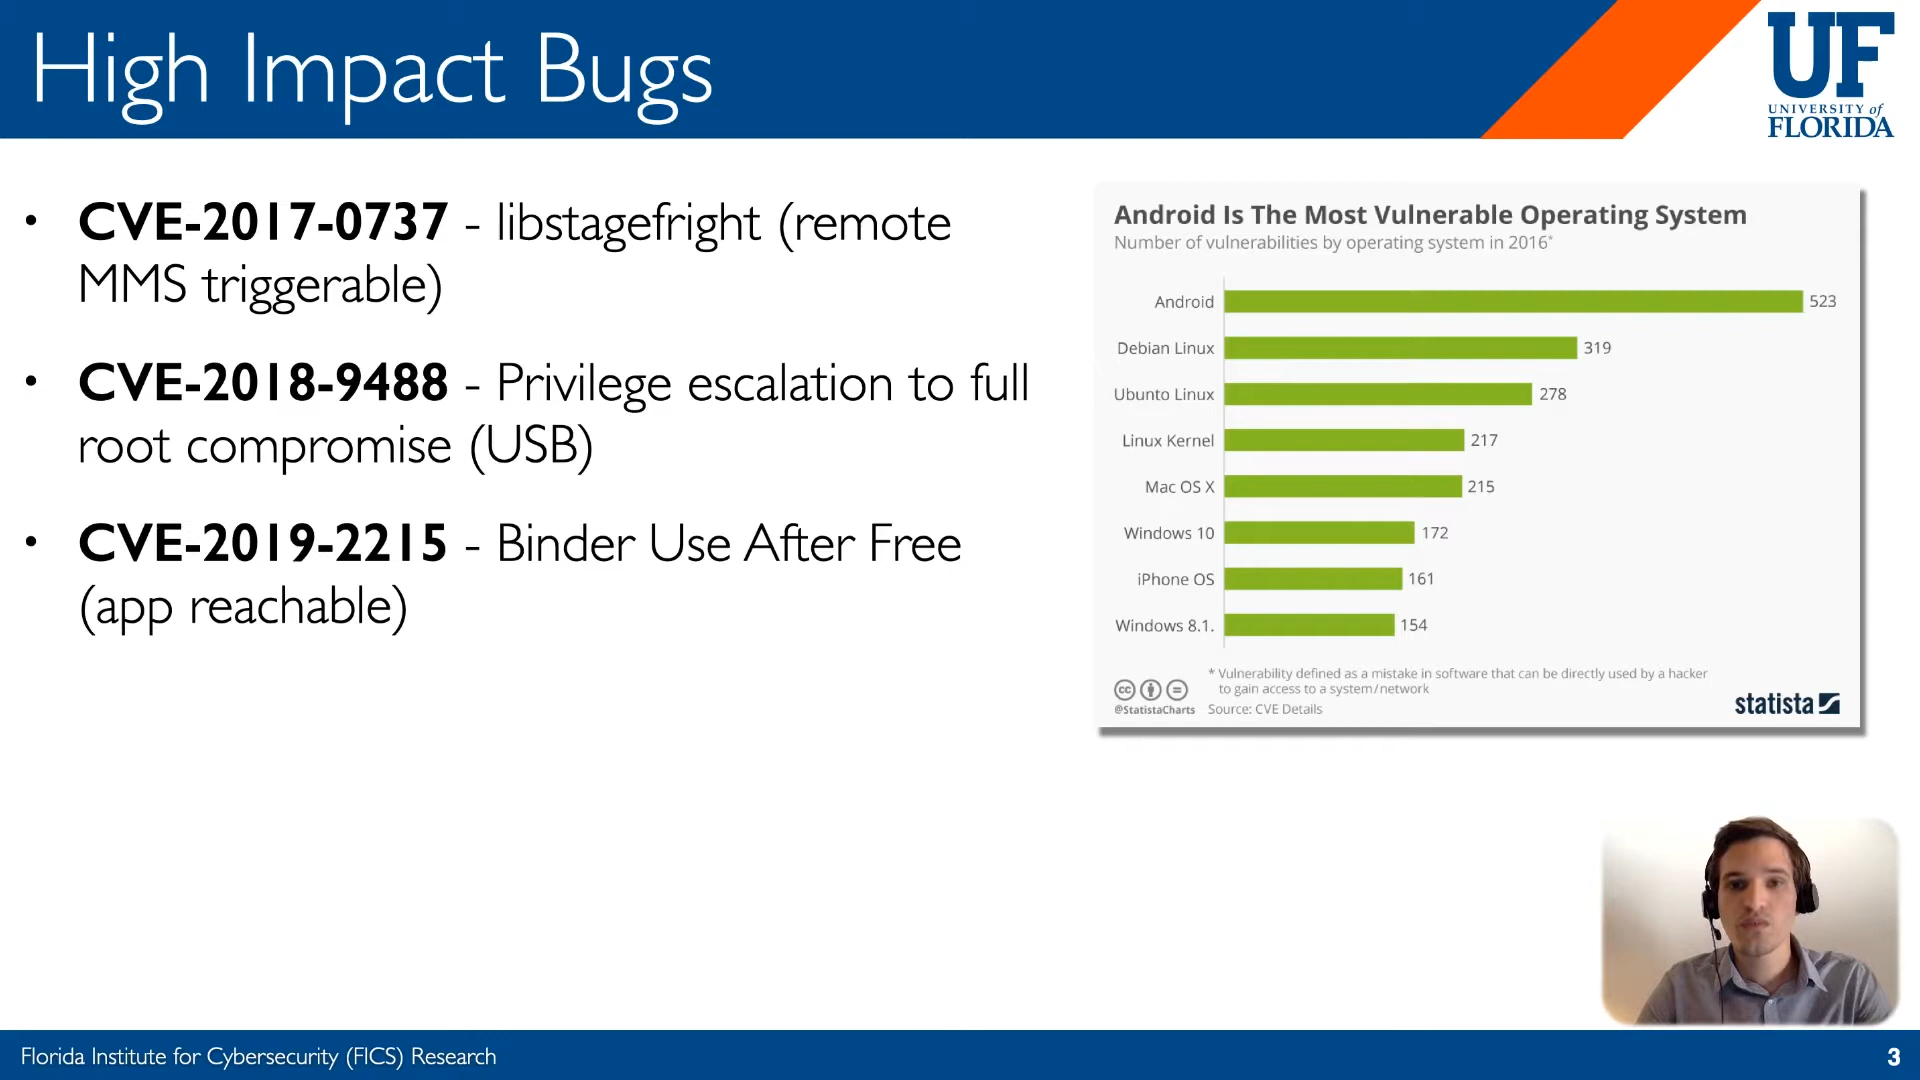 High Impact Bugs
UF
UNIVERSITY of
FLORIDA
• CVE-2017-0737 - libstagefright (remote
MMS triggerable)
• CVE-2018-9488 - Privilege escalation to full
root compromise (USB)
• CVE-2019-2215 - Binder Use After Free
(app reachable)
Android Is The Most Vulnerable Operating System
Number of vulnerabilities by operating system in 2016*
Android 523
Debian Linux 319
Ubunto Linux 278
Linux Kernel 217
Mac OS X 215
Windows 10 172
iPhone OS 161
Windows 8.1. 154
* Vulnerability defined as a mistake in software that can be directly used by a hacker
to gain access to a system/network
cc
@StatistaCharts Source: CVE Details
statista
Florida Institute for Cybersecurity (FICS) Research
3